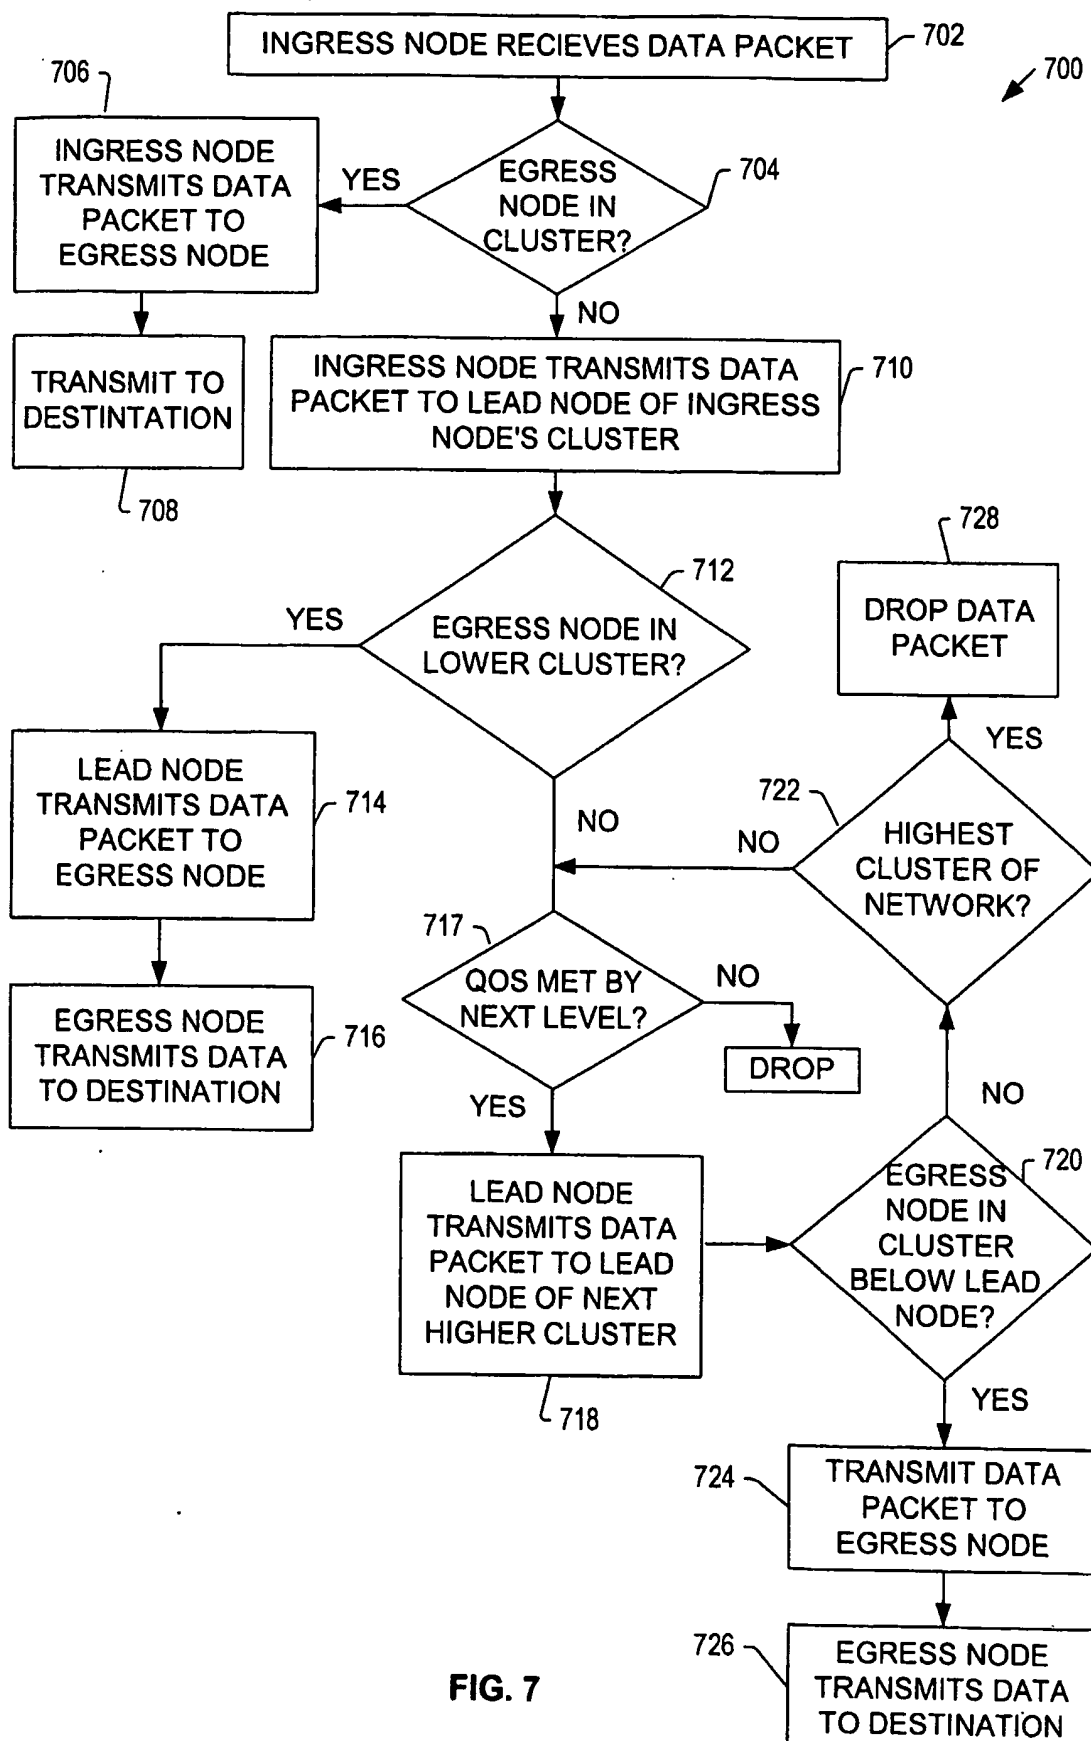 INGRESS NODE RECIEVES DATA PACKET
702
700
706
INGRESS NODE
TRANSMITS DATA
PACKET TO
EGRESS NODE
YES
EGRESS
NODE IN
CLUSTER?
704
NO
TRANSMIT TO
DESTINTATION
708
INGRESS NODE TRANSMITS DATA
PACKET TO LEAD NODE OF INGRESS
NODE'S CLUSTER
710
712
EGRESS NODE IN
LOWER CLUSTER?
YES
728
DROP DATA
PACKET
YES
LEAD NODE
TRANSMITS DATA
PACKET TO
EGRESS NODE
714
NO
722
NO
HIGHEST
CLUSTER OF
NETWORK?
717
QOS MET BY
NEXT LEVEL?
NO
DROP
EGRESS NODE
TRANSMITS DATA
TO DESTINATION
716
YES
NO
LEAD NODE
TRANSMITS DATA
PACKET TO LEAD
NODE OF NEXT
HIGHER CLUSTER
718
720
EGRESS
NODE IN
CLUSTER
BELOW LEAD
NODE?
YES
724
TRANSMIT DATA
PACKET TO
EGRESS NODE
726
EGRESS NODE
TRANSMITS DATA
TO DESTINATION
FIG. 7